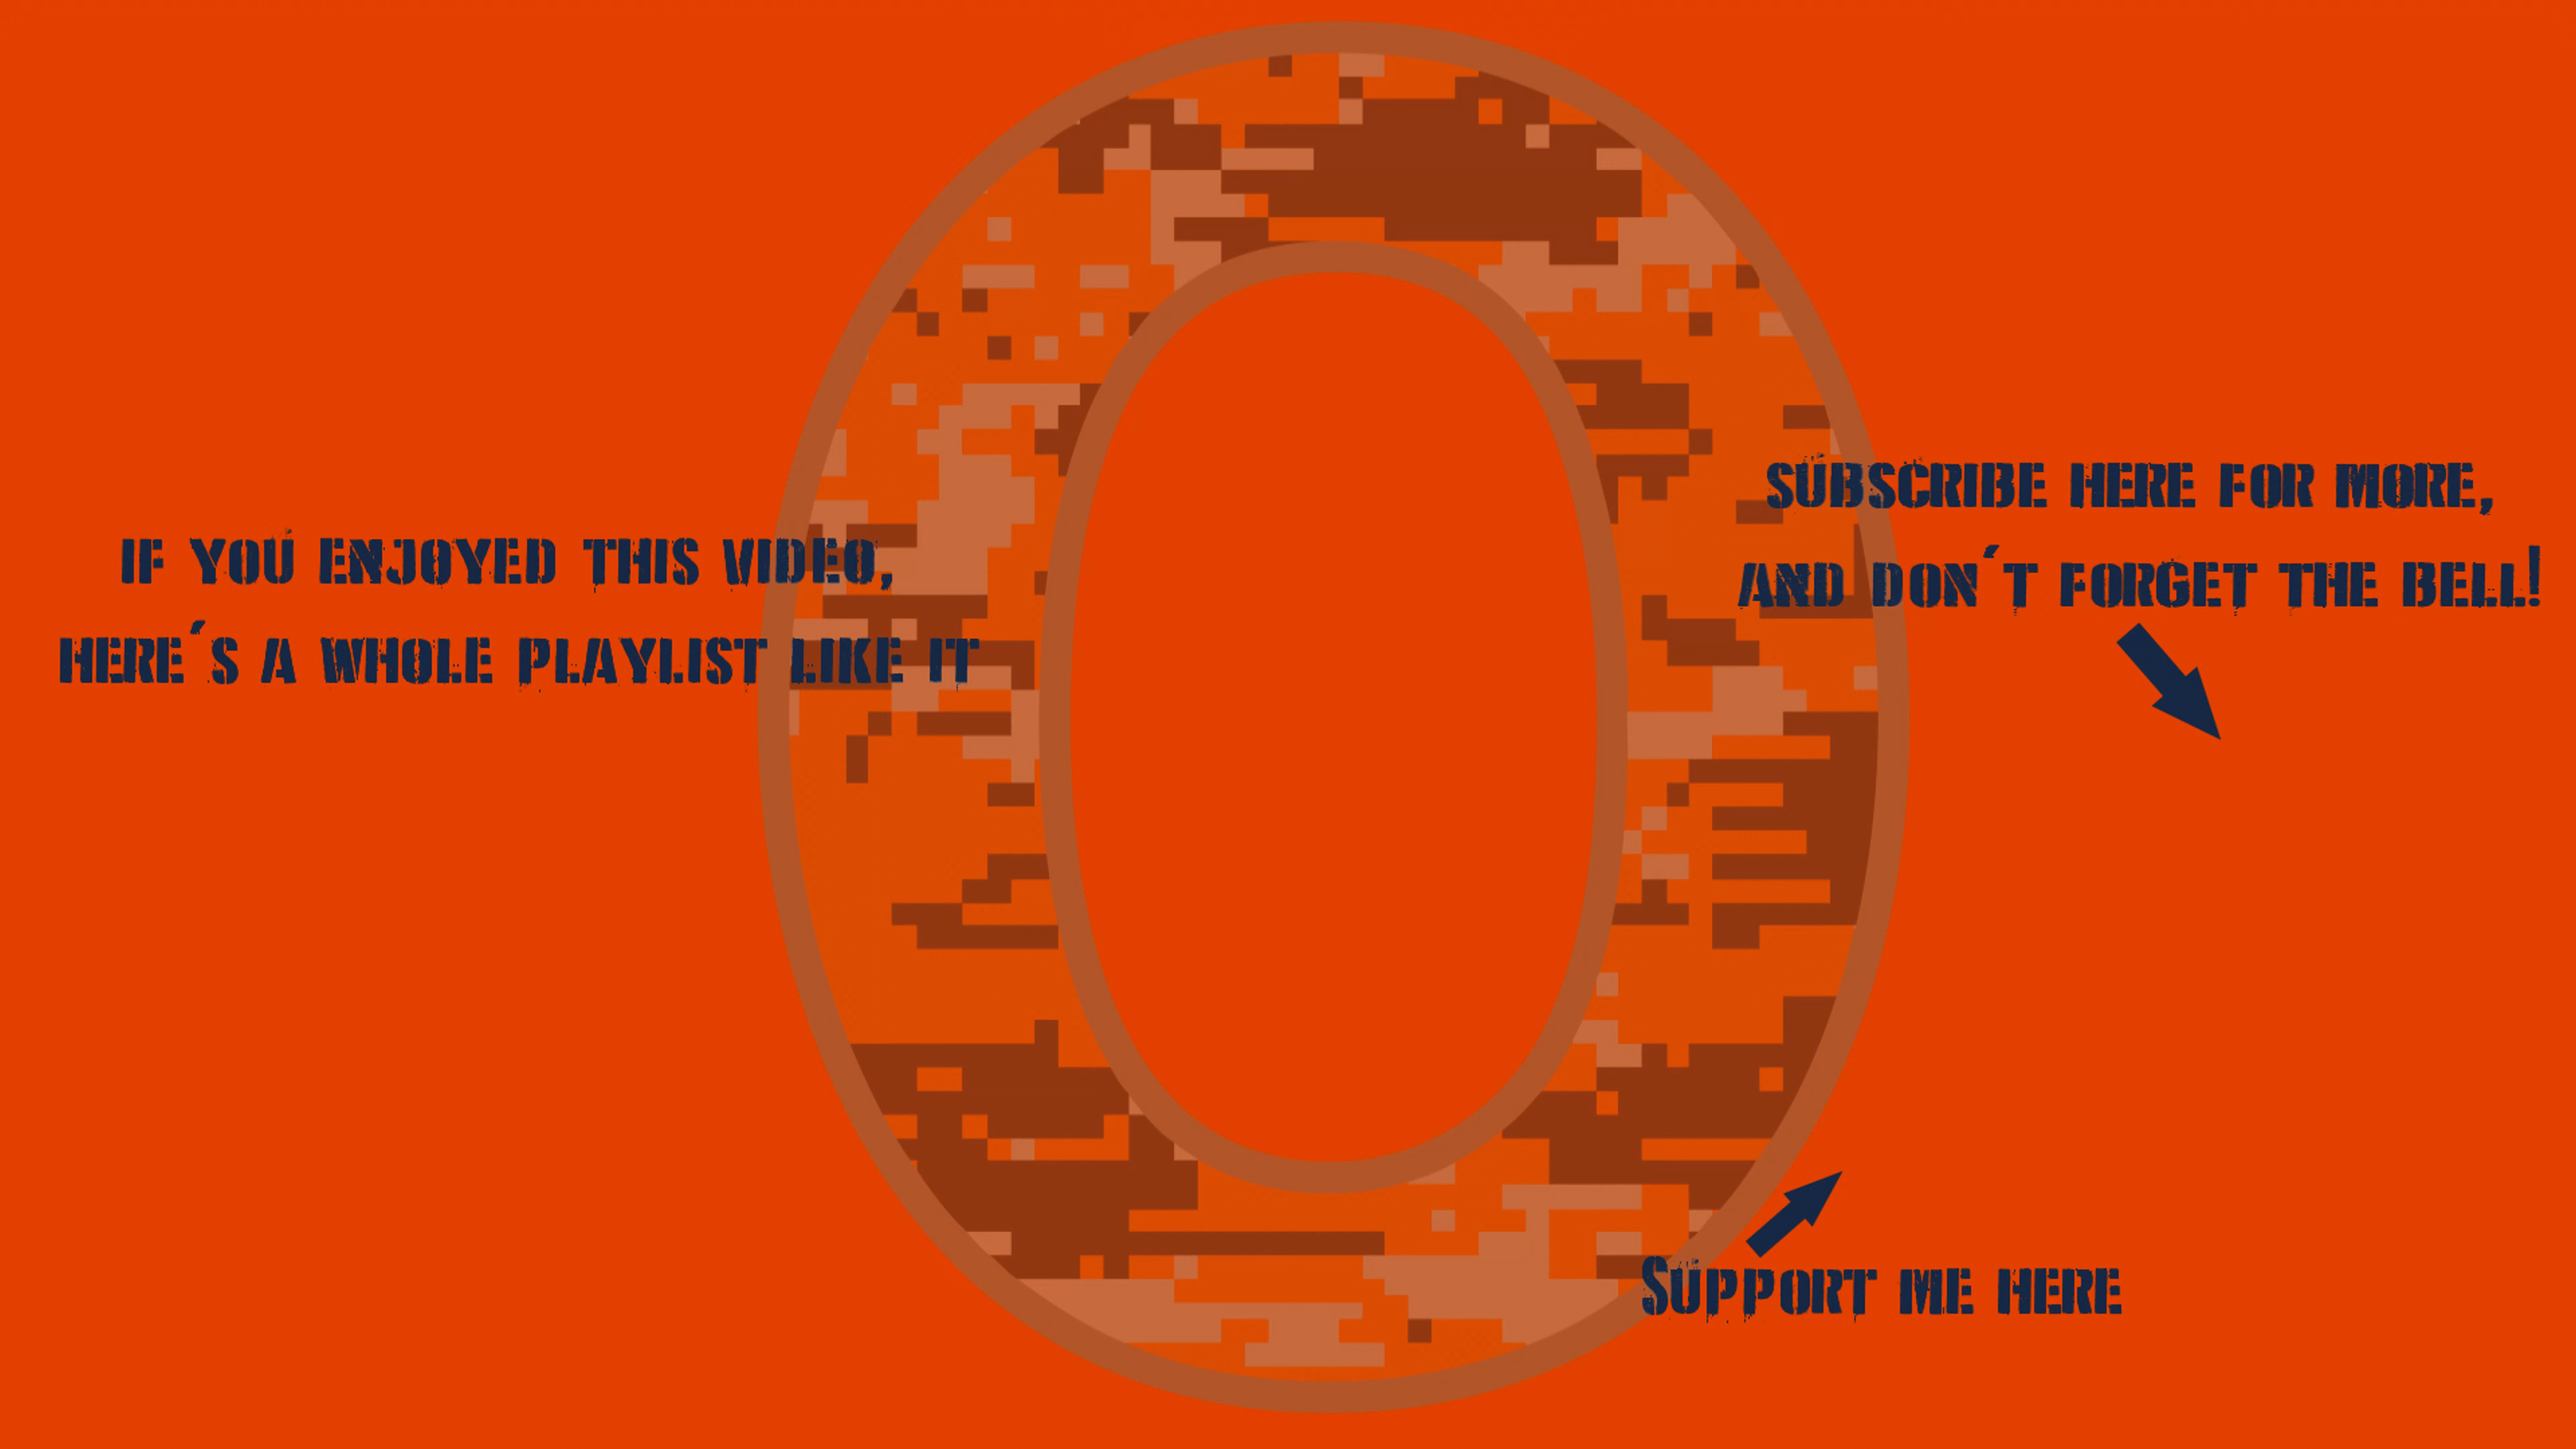 IF YOU ENJOYED THIS VIDEO,
HERE´S A WHOLE PLAYLIST LIKE IT
SUBSCRIBE HERE FOR MORE,
AND DON´T FORGET THE BELL!
SUPPORT ME HERE
O